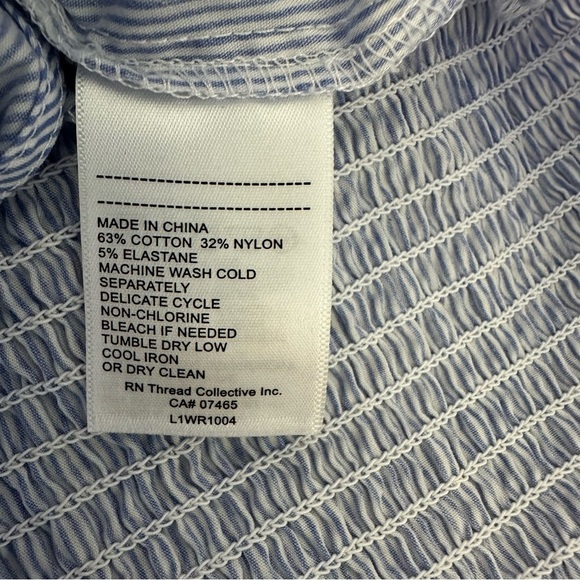 MADE IN CHINA
63% COTTON 32% NYLON
5% ELASTANE
MACHINE WASH COLD
SEPARATELY
DELICATE CYCLE
NON-CHLORINE
BLEACH IF NEEDED
TUMBLE DRY LOW
COOL IRON
OR DRY CLEAN
RN Thread Collective Inc.
CA# 07465
L1WR1004